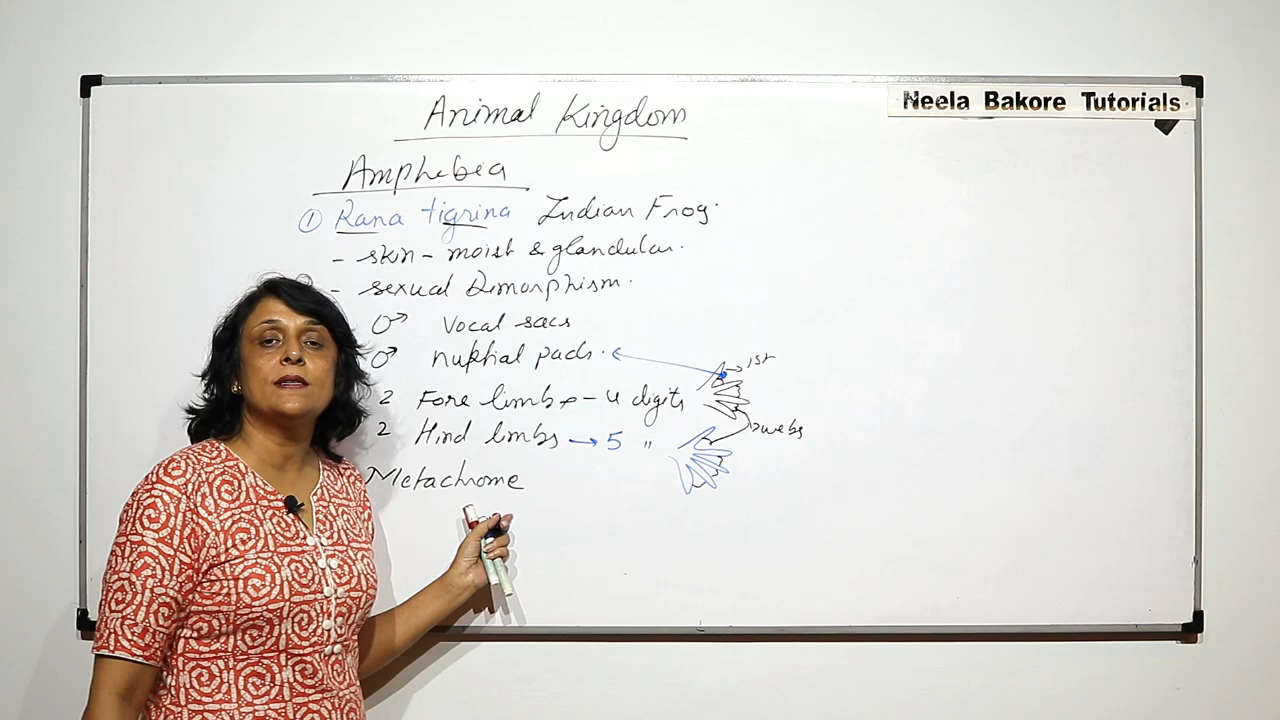 Animal Kingdom
Neela Bakore Tutorials
Amphibia
① Rana tigrina Indian Frog.
- skin - moist & glandular.
- sexual Dimorphism.
♂ Vocal sacs
♂ nuptial pads. ← → 1st
2 Fore limbs - 4 digits
2 Hind limbs → 5 " webs
Metachrome